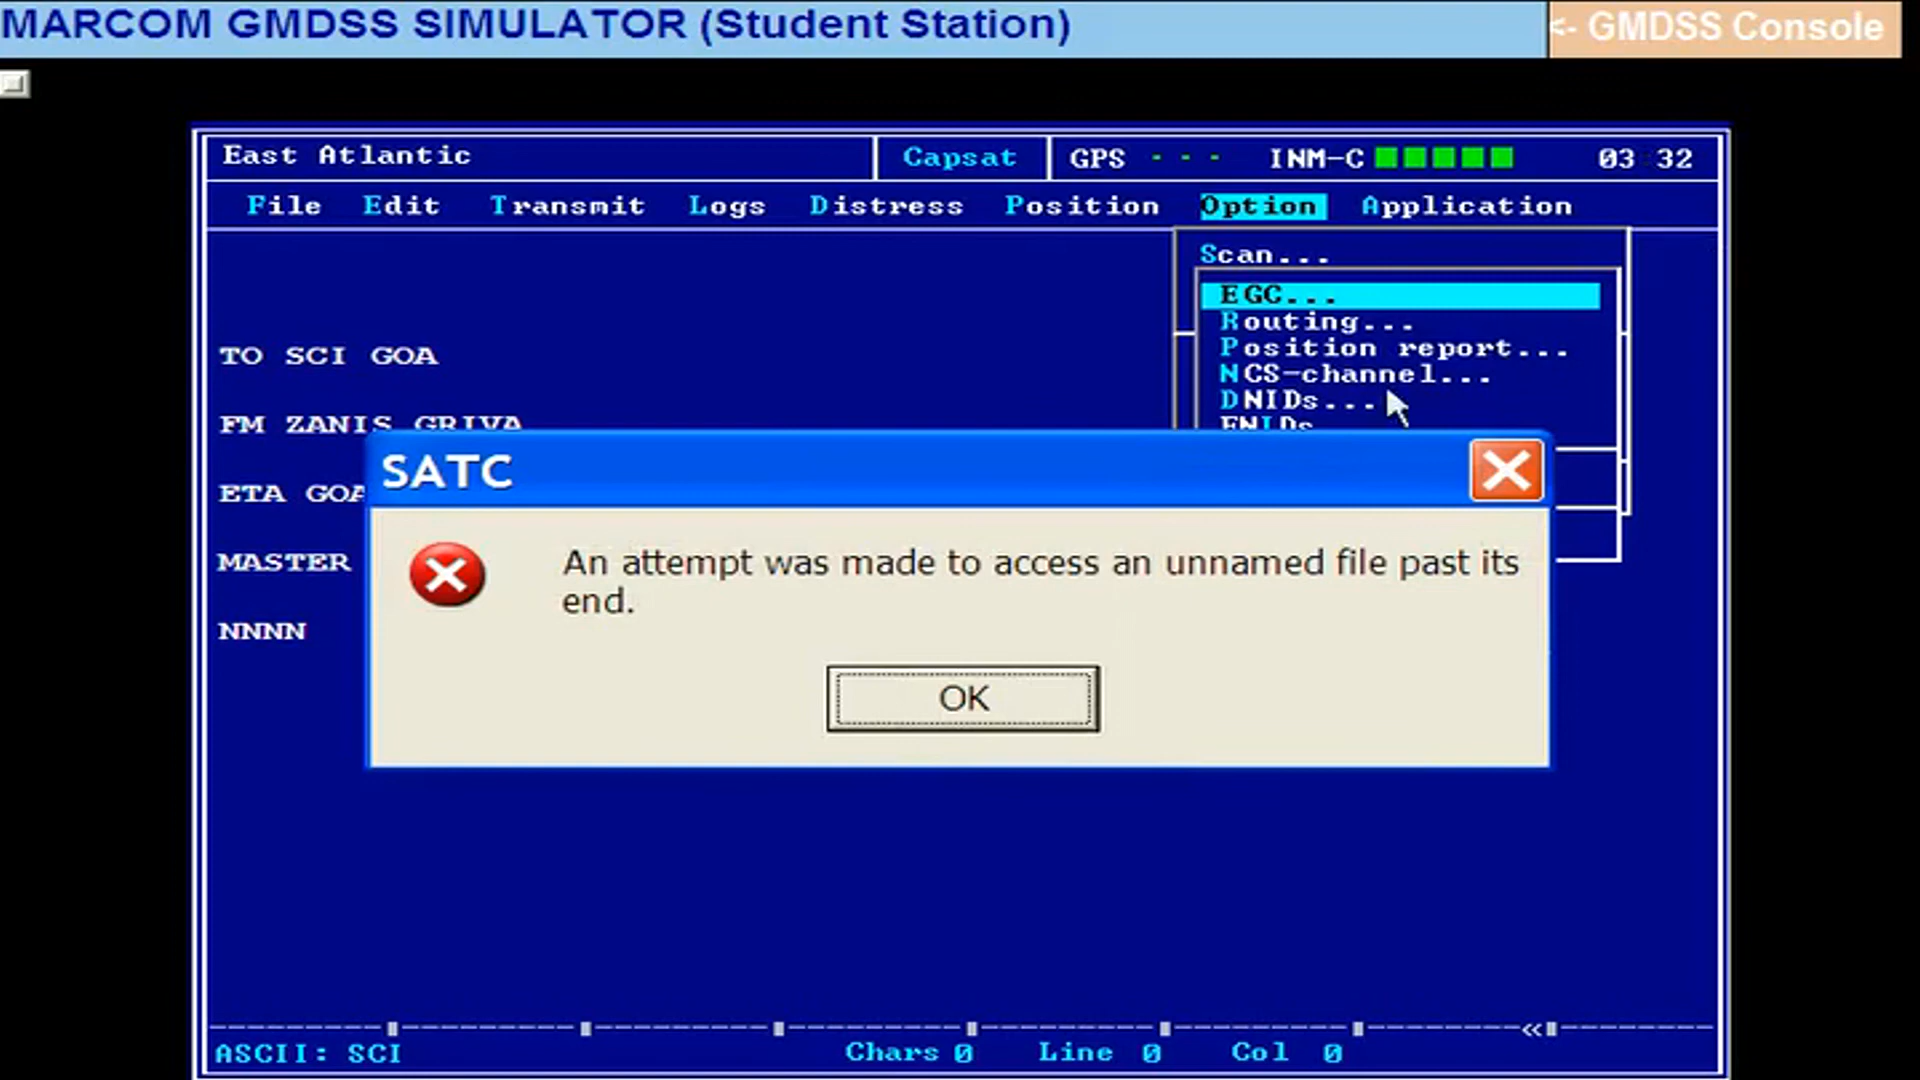 MARCOM GMDSS SIMULATOR (Student Station)
<- GMDSS Console
East Atlantic
Capsat
GPS - - -
INM-C
03:32
File Edit Transmit Logs Distress Position Option Application
Scan...
EGC...
Routing...
Position report...
NCS-channel...
DNIDs...
ENIDs
TO SCI GOA
FM ZANIS GRIVA
ETA GOA
MASTER
NNNN
SATC
An attempt was made to access an unnamed file past its
end.
OK
<<
ASCII: SCI
Chars 0 Line 0 Col 0